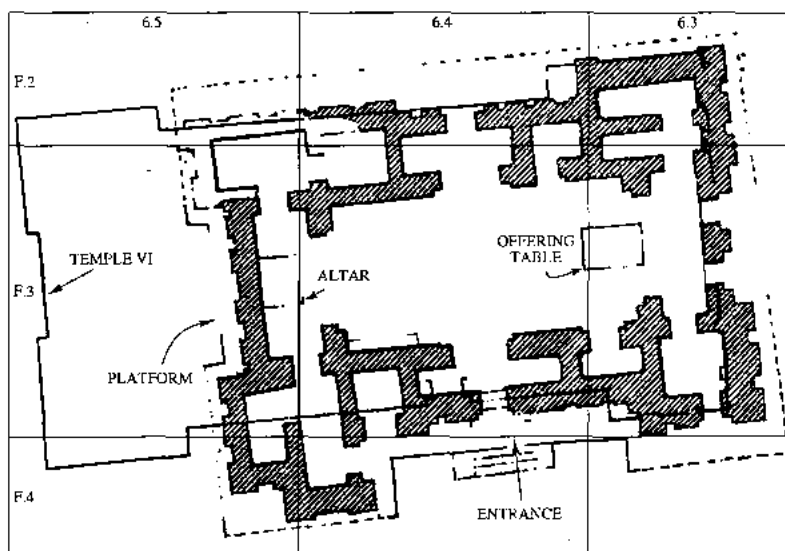 6.5 6.4 6.3
F.2
OFFERING
TABLE
TEMPLE VI
ALTAR
F.3
PLATFORM
F.4
ENTRANCE